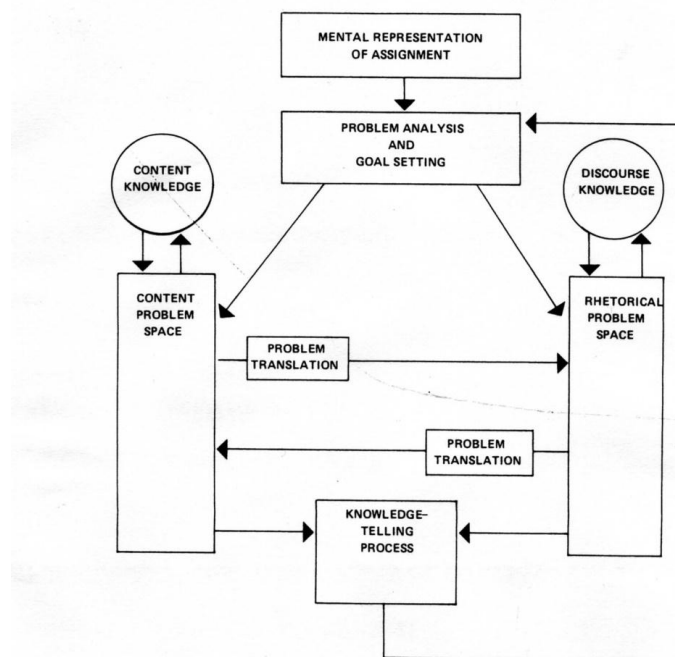 MENTAL REPRESENTATION
OF ASSIGNMENT
PROBLEM ANALYSIS
AND
GOAL SETTING
CONTENT
KNOWLEDGE
DISCOURSE
KNOWLEDGE
CONTENT
PROBLEM
SPACE
RHETORICAL
PROBLEM
SPACE
PROBLEM
TRANSLATION
PROBLEM
TRANSLATION
KNOWLEDGE–
TELLING
PROCESS